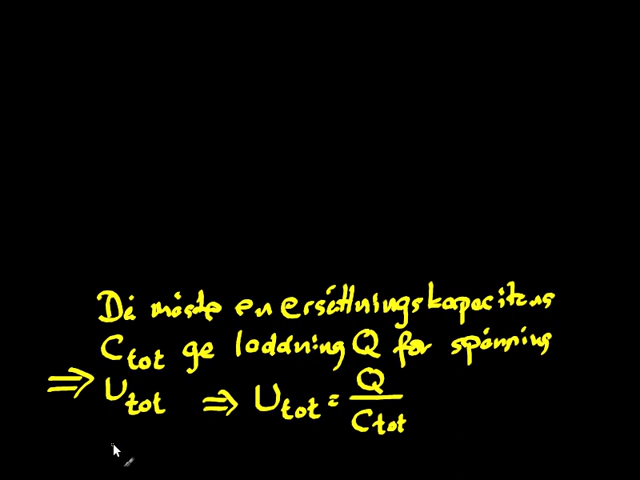 Då måste en ersättningskapacitans
Ctot ge laddning Q för spänning
⇒ Utot ⇒ Utot = Q / Ctot